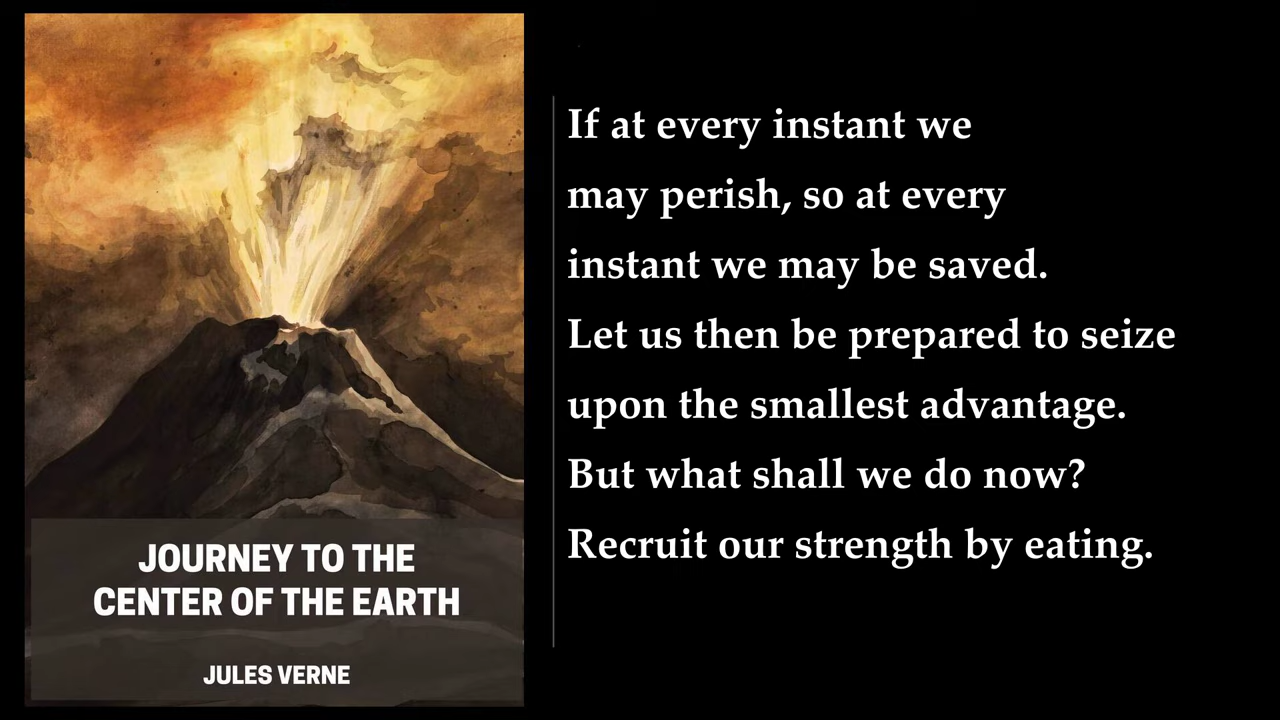 If at every instant we
may perish, so at every
instant we may be saved.
Let us then be prepared to seize
upon the smallest advantage.
But what shall we do now?
Recruit our strength by eating.
JOURNEY TO THE
CENTER OF THE EARTH
JULES VERNE